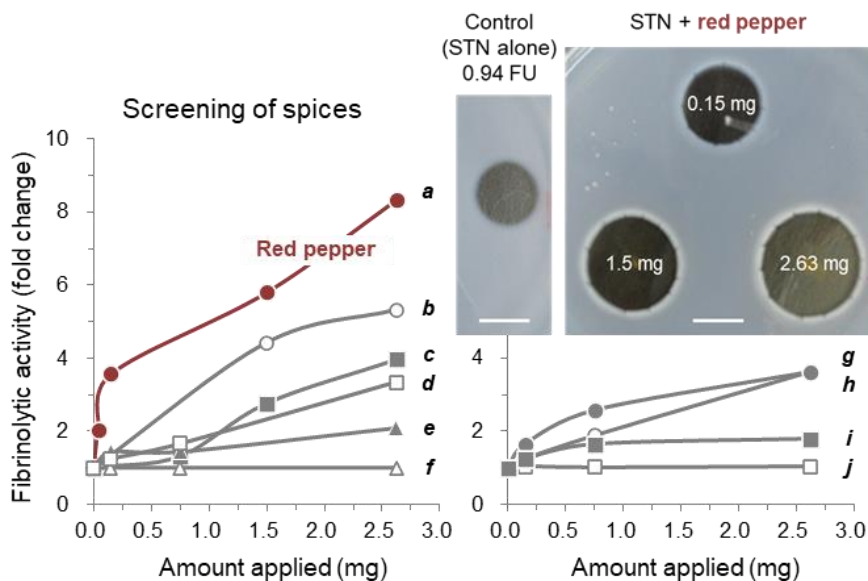 Control
(STN alone)
0.94 FU
STN + red pepper
0.15 mg
1.5 mg
2.63 mg
Screening of spices
Fibrinolytic activity (fold change)
10
8
6
4
2
0
Red pepper
a
b
c
d
e
f
0.0
0.5
1.0
1.5
2.0
2.5
3.0
Amount applied (mg)
4
2
0
g
h
i
j
0.0
0.5
1.0
1.5
2.0
2.5
3.0
Amount applied (mg)